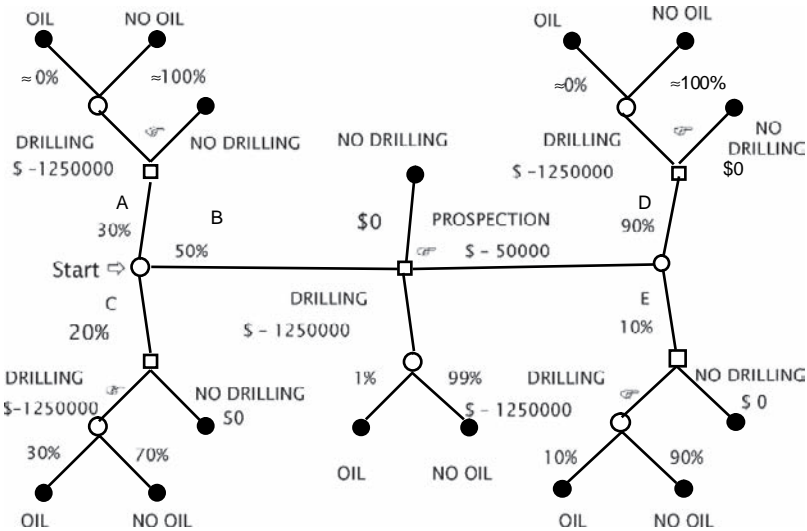 OIL
NO OIL
≈0%
≈100%
DRILLING
$ -1250000
NO DRILLING
A
30%
B
50%
Start ⇨
C
20%
DRILLING
$-1250000
NO DRILLING
$0
30%
70%
OIL
NO OIL
NO DRILLING
$0
PROSPECTION
$ - 50000
DRILLING
$ - 1250000
1%
99%
OIL
NO OIL
OIL
NO OIL
≈0%
≈100%
DRILLING
$ -1250000
NO
DRILLING
$0
D
90%
E
10%
DRILLING
$ - 1250000
NO DRILLING
$ 0
10%
90%
OIL
NO OIL